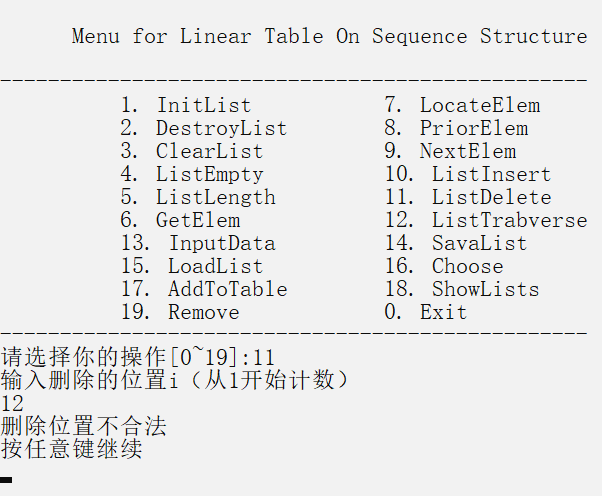 Menu for Linear Table On Sequence Structure
-------------------------------------------------
1. InitList 7. LocateElem
2. DestroyList 8. PriorElem
3. ClearList 9. NextElem
4. ListEmpty 10. ListInsert
5. ListLength 11. ListDelete
6. GetElem 12. ListTrabverse
13. InputData 14. SavaList
15. LoadList 16. Choose
17. AddToTable 18. ShowLists
19. Remove 0. Exit
-------------------------------------------------
请选择你的操作[0~19]:11
输入删除的位置i（从1开始计数）
12
删除位置不合法
按任意键继续